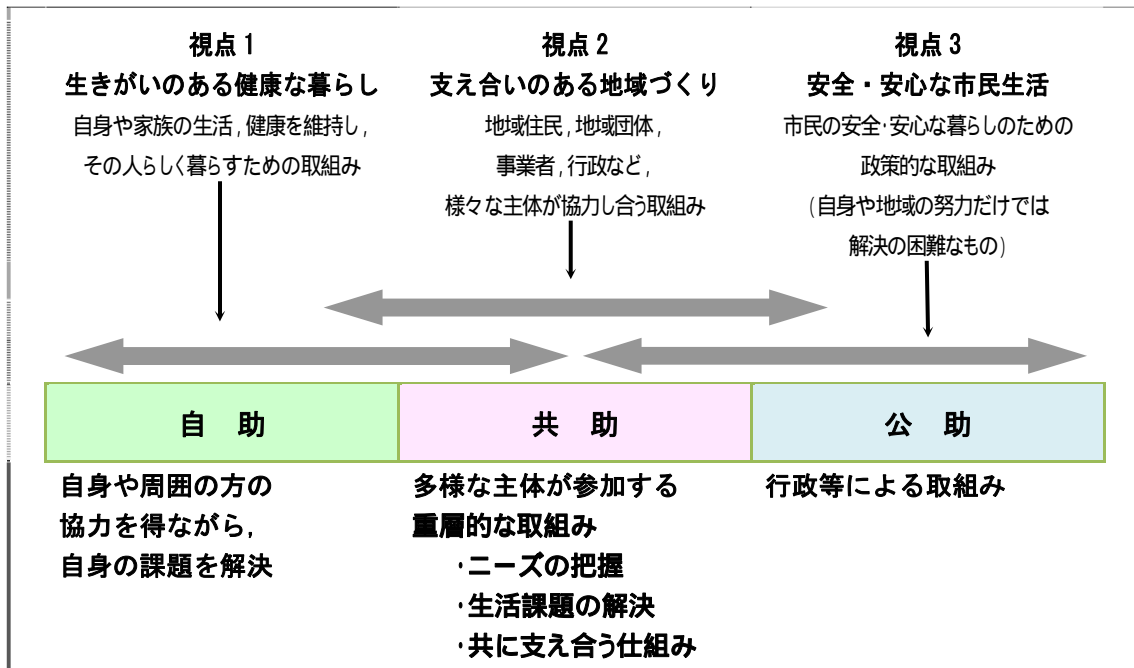 視点1
生きがいのある健康な暮らし
自身や家族の生活,健康を維持し,
その人らしく暮らすための取組み
視点2
支え合いのある地域づくり
地域住民,地域団体,
事業者,行政など,
様々な主体が協力し合う取組み
視点3
安全・安心な市民生活
市民の安全・安心な暮らしのための
政策的な取組み
(自身や地域の努力だけでは
解決の困難なもの)
自 助
共 助
公 助
自身や周囲の方の
協力を得ながら,
自身の課題を解決
多様な主体が参加する
重層的な取組み
・ニーズの把握
・生活課題の解決
・共に支え合う仕組み
行政等による取組み